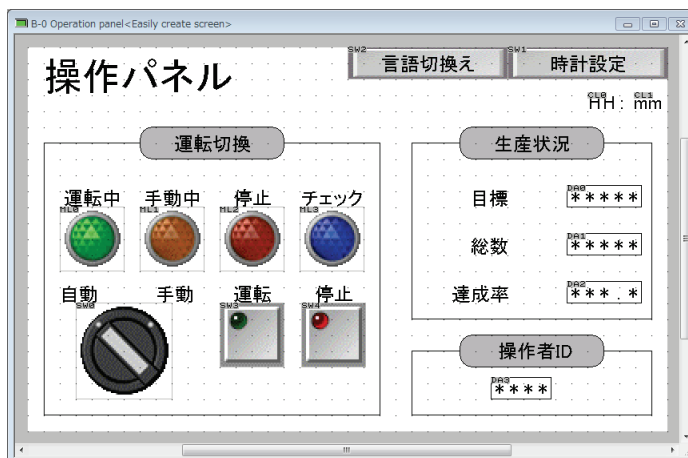 B-0 Operation panel<Easily create screen>
操作パネル
SW2
言語切換え
SW1
時計設定
CL0
HH:
CL1
mm
運転切換
運転中
手動中
停止
チェック
ML0
ML1
ML2
ML3
自動
手動
運転
停止
SW0
SW3
SW4
生産状況
目標
DA0
*****
総数
DA1
*****
達成率
DA2
***.*
操作者ID
DA3
****